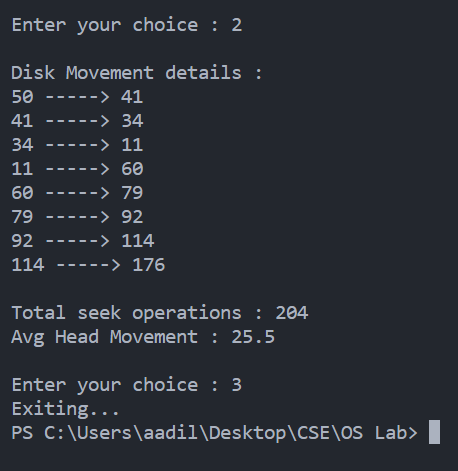 Enter your choice : 2
Disk Movement details :
50 -----> 41
41 -----> 34
34 -----> 11
11 -----> 60
60 -----> 79
79 -----> 92
92 -----> 114
114 -----> 176
Total seek operations : 204
Avg Head Movement : 25.5
Enter your choice : 3
Exiting...
PS C:\Users\aadil\Desktop\CSE\OS Lab>